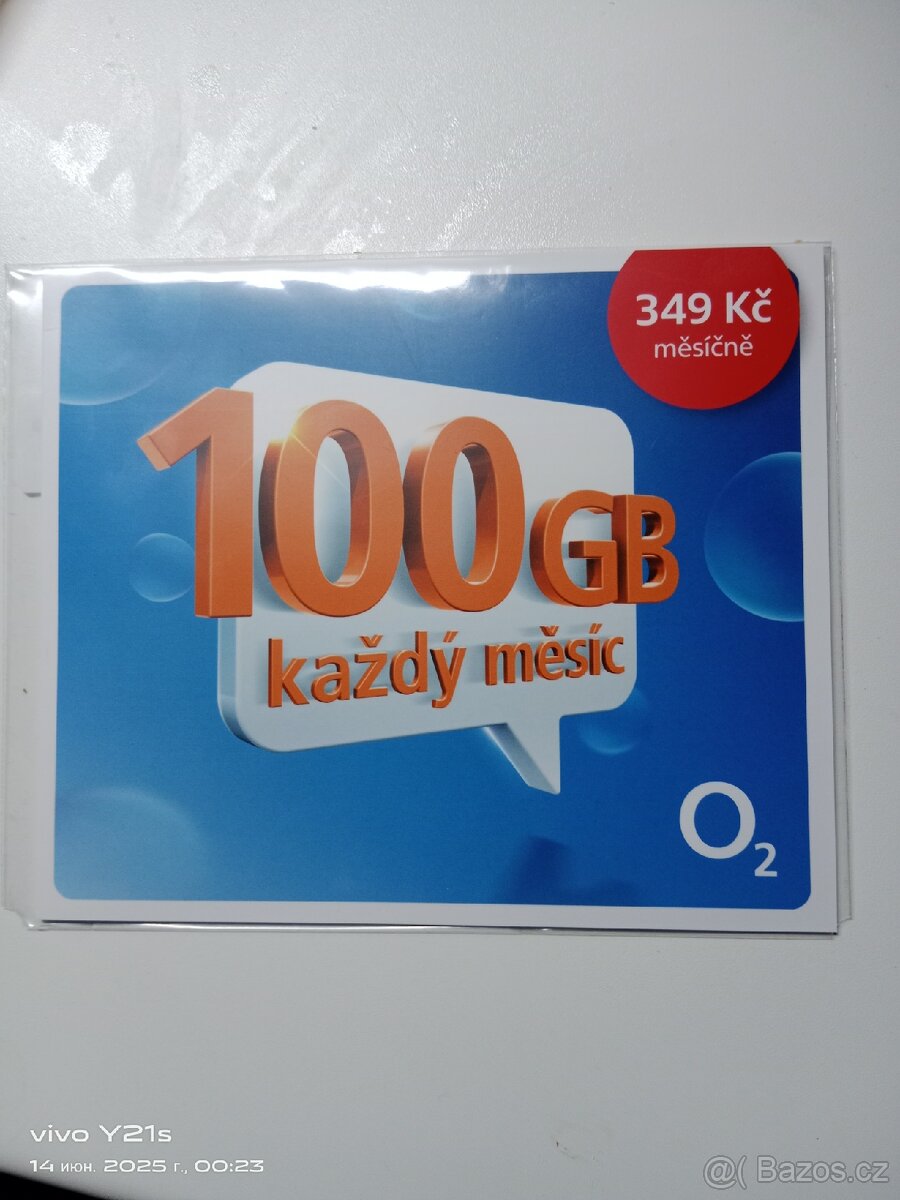 349 Kč
měsíčně
100GB
každý měsíc
O2
vivo Y21s
14 июн. 2025 г., 00:23
@( Bazos.cz